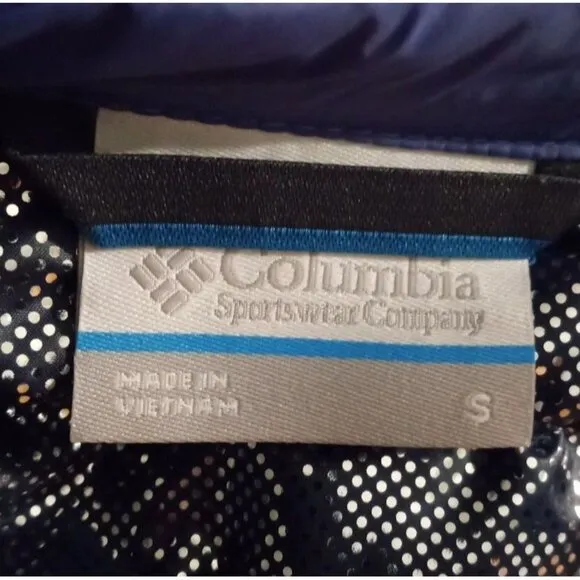 Columbia
Sportswear Company
MADE IN
VIETNAM
S